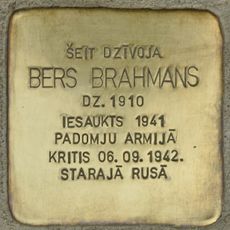 ŠEIT DZĪVOJA
BERS BRAHMANS
DZ. 1910
IESAUKTS 1941
PADOMJU ARMIJĀ
KRITIS 06.09.1942.
STARAJĀ RUSĀ